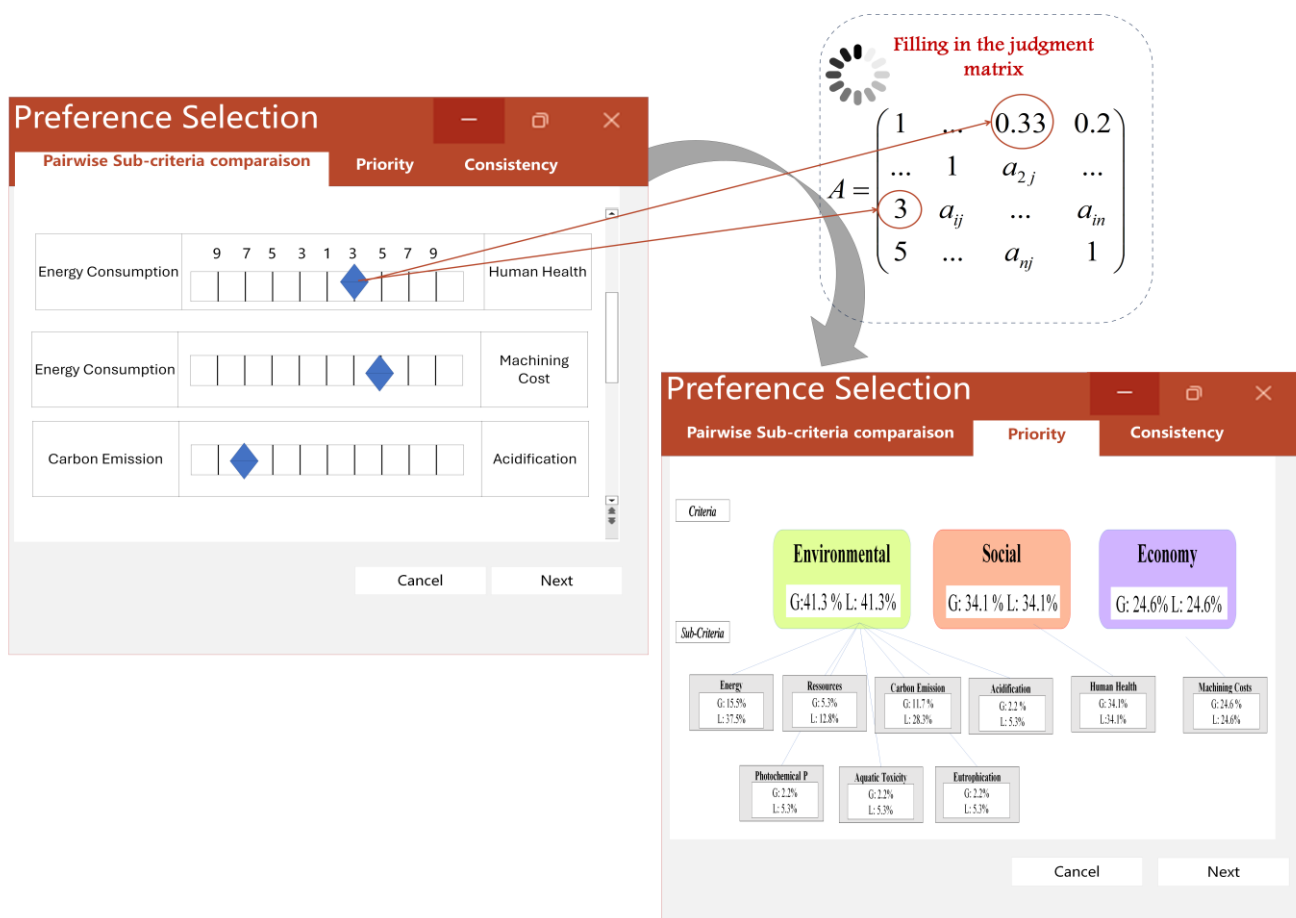 Filling in the judgment
matrix
A =
1 ... 0.33 0.2
... 1 a2j ...
3 aij ... ain
5 ... anj 1
Preference Selection
Pairwise Sub-criteria comparaison Priority Consistency
9 7 5 3 1 3 5 7 9
Energy Consumption Human Health
Energy Consumption Machining
Cost
Carbon Emission Acidification
Cancel Next
Preference Selection
Pairwise Sub-criteria comparaison Priority Consistency
Criteria
Environmental Social Economy
G:41.3 % L: 41.3% G: 34.1 % L: 34.1% G: 24.6% L: 24.6%
Sub-Criteria
Energy Ressources Carbon Emission Acidification Human Health Machining Costs
G: 15.5% G: 5.3% G: 11.7 % G: 2.2 % G: 34.1% G: 24.6 %
L: 37.5% L: 12.8% L: 28.3% L: 5.3% L:34.1% L: 24.6%
Photochemical P Aquatic Toxicity Entrophication
G: 2.2% G: 2.2% G: 2.2%
L: 5.3% L: 5.3% L: 5.3%
Cancel Next